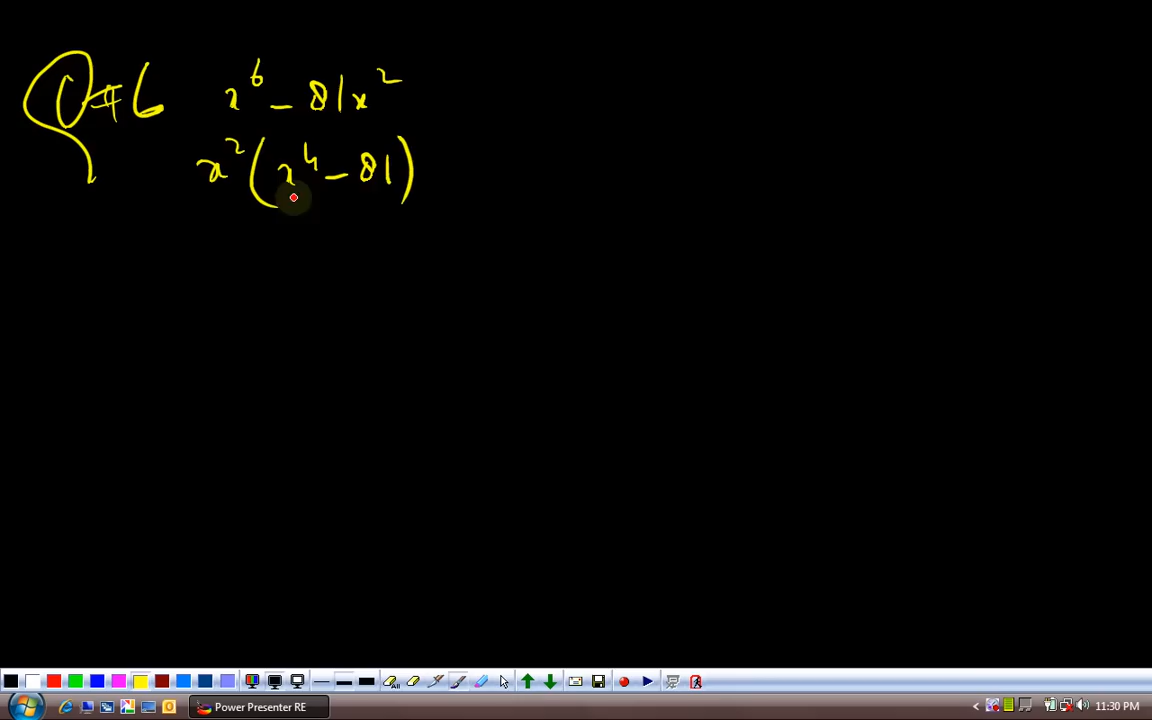 Q#6 x⁶ - 81x²
x²(x⁴ - 81)
Power Presenter RE
11:30 PM